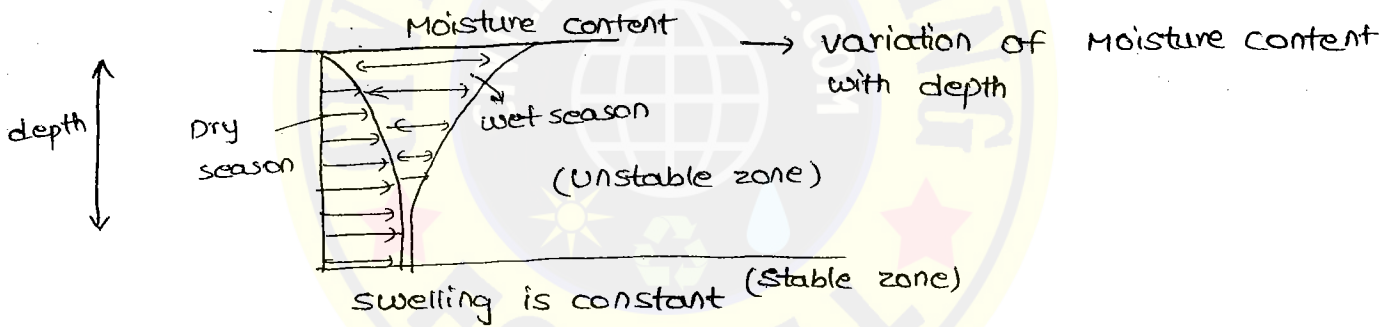 Moisture content
→ variation of Moisture content
with depth
depth
Dry
season
wet season
(Unstable zone)
(Stable zone)
swelling is constant